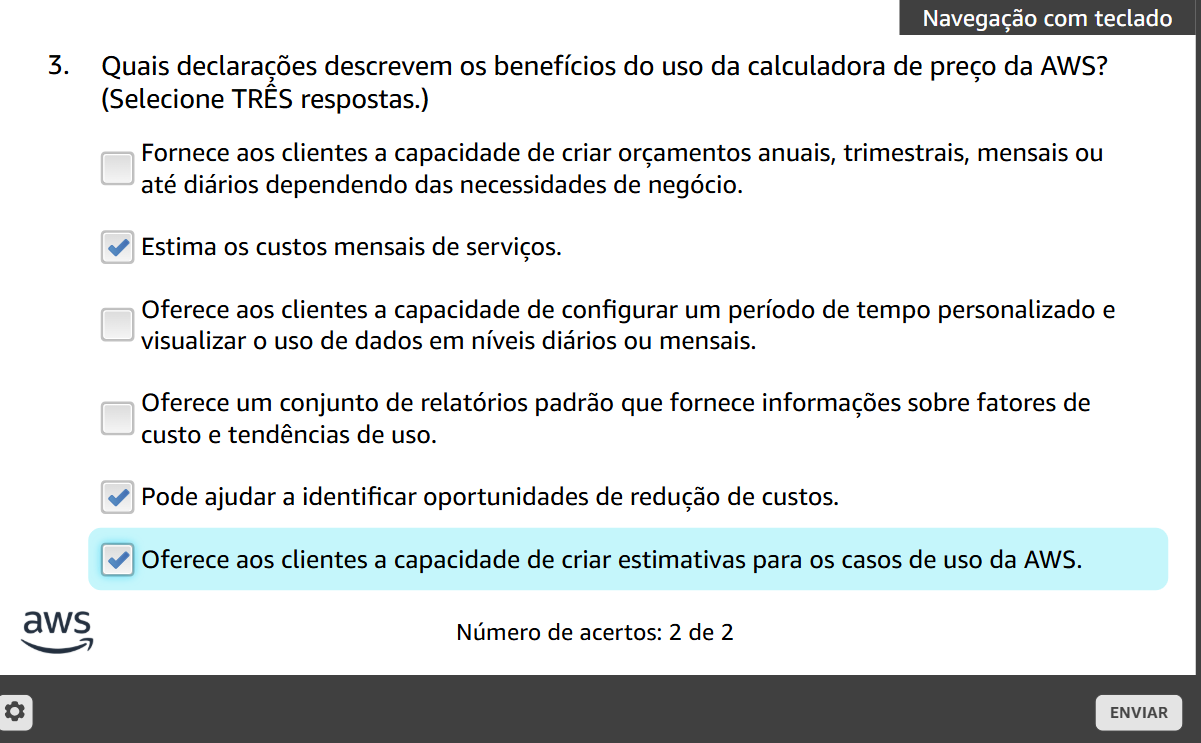 Navegação com teclado
3. Quais declarações descrevem os benefícios do uso da calculadora de preço da AWS?
(Selecione TRÊS respostas.)
Fornece aos clientes a capacidade de criar orçamentos anuais, trimestrais, mensais ou
até diários dependendo das necessidades de negócio.
Estima os custos mensais de serviços.
Oferece aos clientes a capacidade de configurar um período de tempo personalizado e
visualizar o uso de dados em níveis diários ou mensais.
Oferece um conjunto de relatórios padrão que fornece informações sobre fatores de
custo e tendências de uso.
Pode ajudar a identificar oportunidades de redução de custos.
Oferece aos clientes a capacidade de criar estimativas para os casos de uso da AWS.
aws
Número de acertos: 2 de 2
ENVIAR